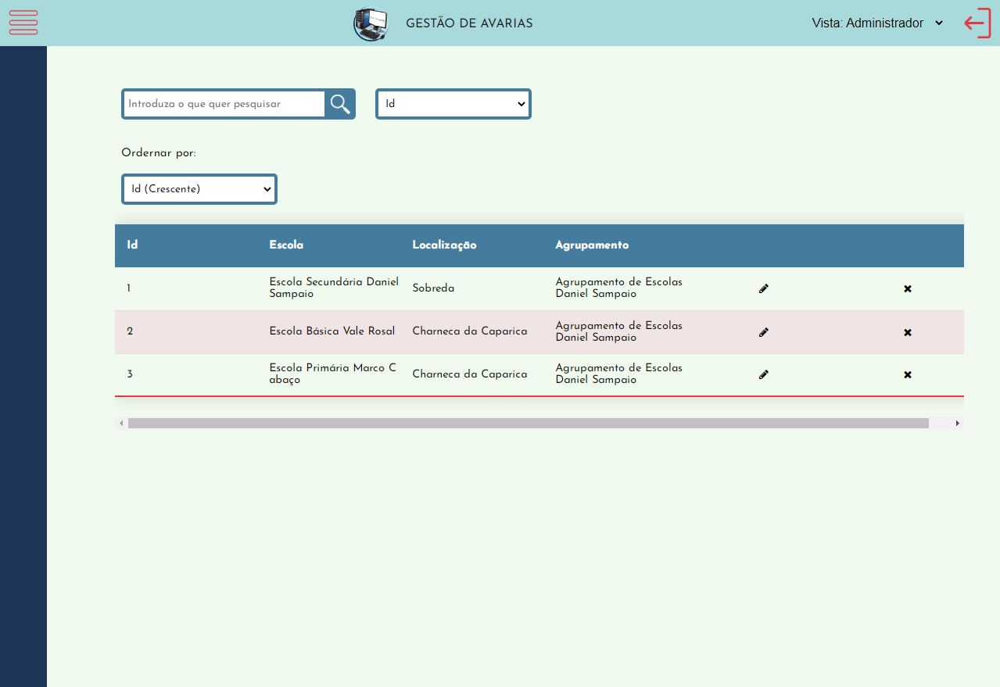 GESTÃO DE AVARIAS
Vista: Administrador
Introduza o que quer pesquisar
Id
Ordernar por:
Id (Crescente)
Id Escola Localização Agrupamento
1 Escola Secundária Daniel Sobreda Agrupamento de Escolas
Sampaio Daniel Sampaio
2 Escola Básica Vale Rosal Charneca da Caparica Agrupamento de Escolas
Daniel Sampaio
3 Escola Primária Marco C Charneca da Caparica Agrupamento de Escolas
abaço Daniel Sampaio